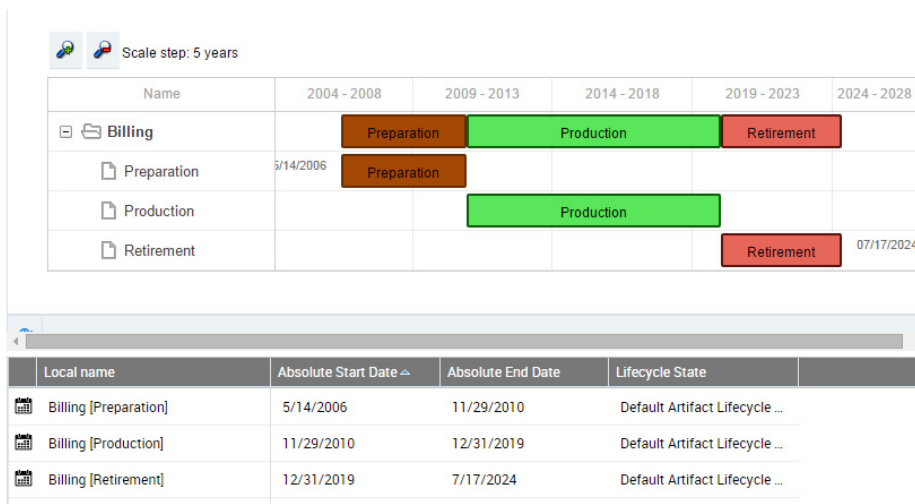 Scale step: 5 years
Name 2004 - 2008 2009 - 2013 2014 - 2018 2019 - 2023 2024 - 2028
Billing Preparation Production Retirement
Preparation 5/14/2006 Preparation
Production Production
Retirement Retirement 07/17/2024
Local name Absolute Start Date Absolute End Date Lifecycle State
Billing [Preparation] 5/14/2006 11/29/2010 Default Artifact Lifecycle ...
Billing [Production] 11/29/2010 12/31/2019 Default Artifact Lifecycle ...
Billing [Retirement] 12/31/2019 7/17/2024 Default Artifact Lifecycle ...